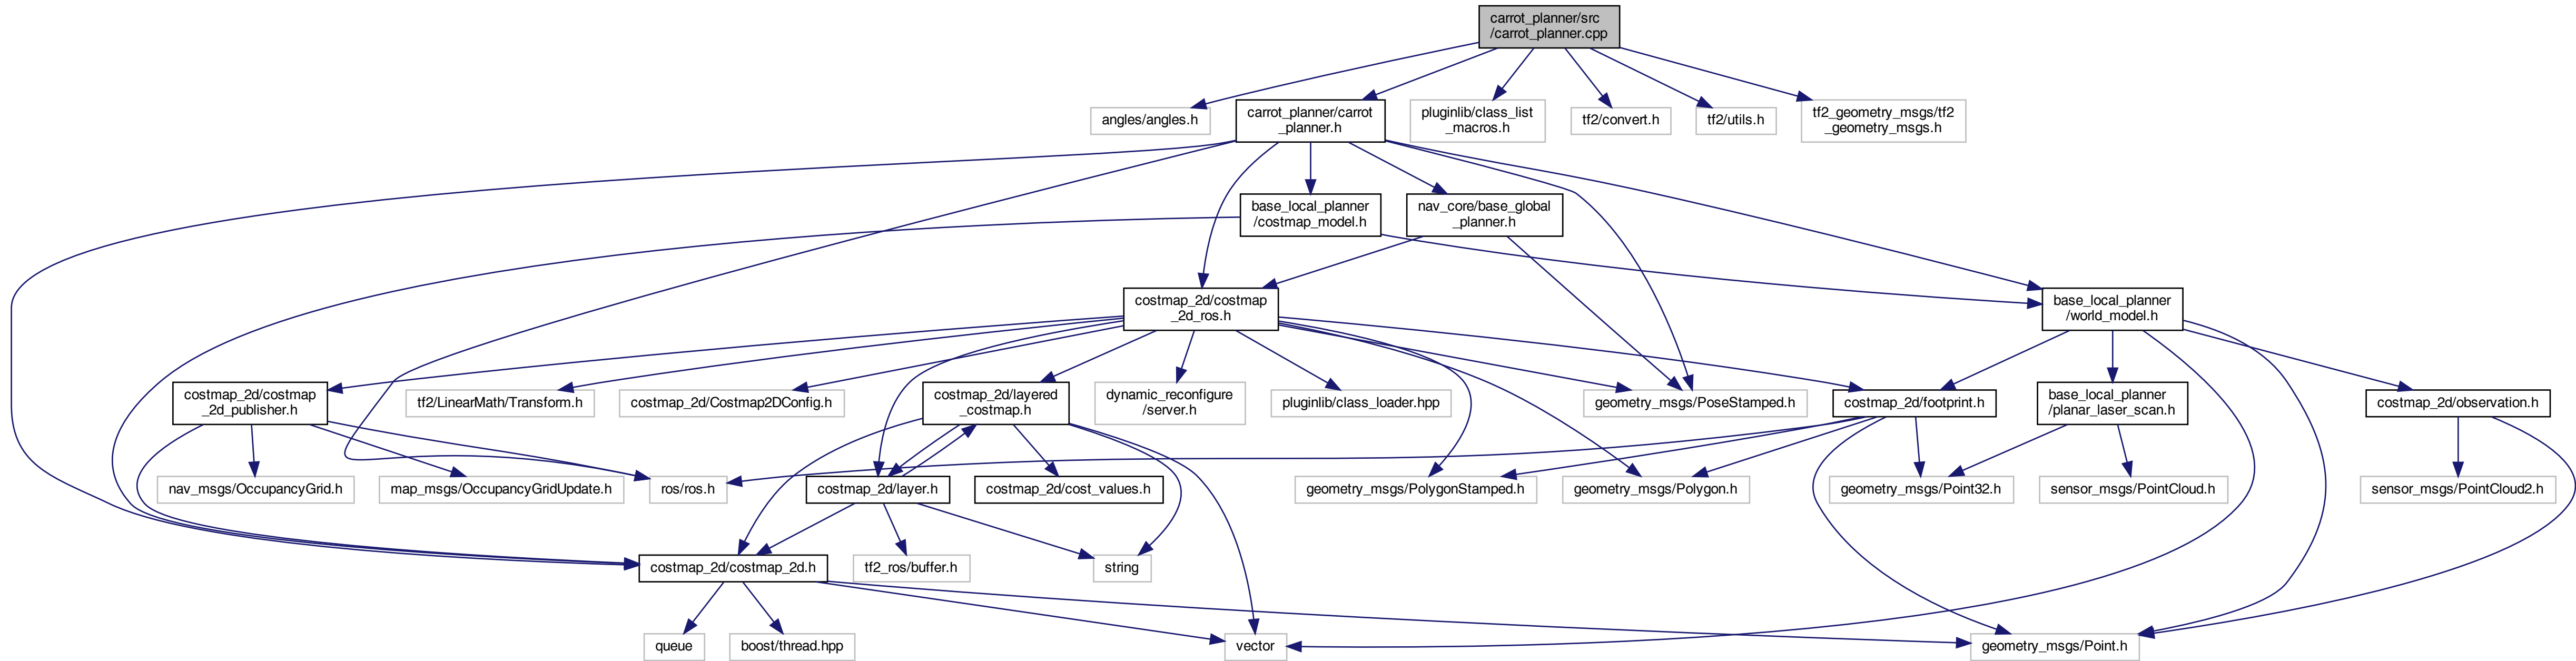 carrot_planner/src
/carrot_planner.cpp
angles/angles.h
carrot_planner/carrot
_planner.h
pluginlib/class_list
_macros.h
tf2/convert.h
tf2/utils.h
tf2_geometry_msgs/tf2
_geometry_msgs.h
base_local_planner
/costmap_model.h
nav_core/base_global
_planner.h
costmap_2d/costmap
_2d_ros.h
base_local_planner
/world_model.h
costmap_2d/costmap
_2d_publisher.h
tf2/LinearMath/Transform.h
costmap_2d/Costmap2DConfig.h
costmap_2d/layered
_costmap.h
dynamic_reconfigure
/server.h
pluginlib/class_loader.hpp
geometry_msgs/PoseStamped.h
costmap_2d/footprint.h
base_local_planner
/planar_laser_scan.h
costmap_2d/observation.h
nav_msgs/OccupancyGrid.h
map_msgs/OccupancyGridUpdate.h
ros/ros.h
costmap_2d/layer.h
costmap_2d/cost_values.h
geometry_msgs/PolygonStamped.h
geometry_msgs/Polygon.h
geometry_msgs/Point32.h
sensor_msgs/PointCloud.h
sensor_msgs/PointCloud2.h
costmap_2d/costmap_2d.h
tf2_ros/buffer.h
string
queue
boost/thread.hpp
vector
geometry_msgs/Point.h